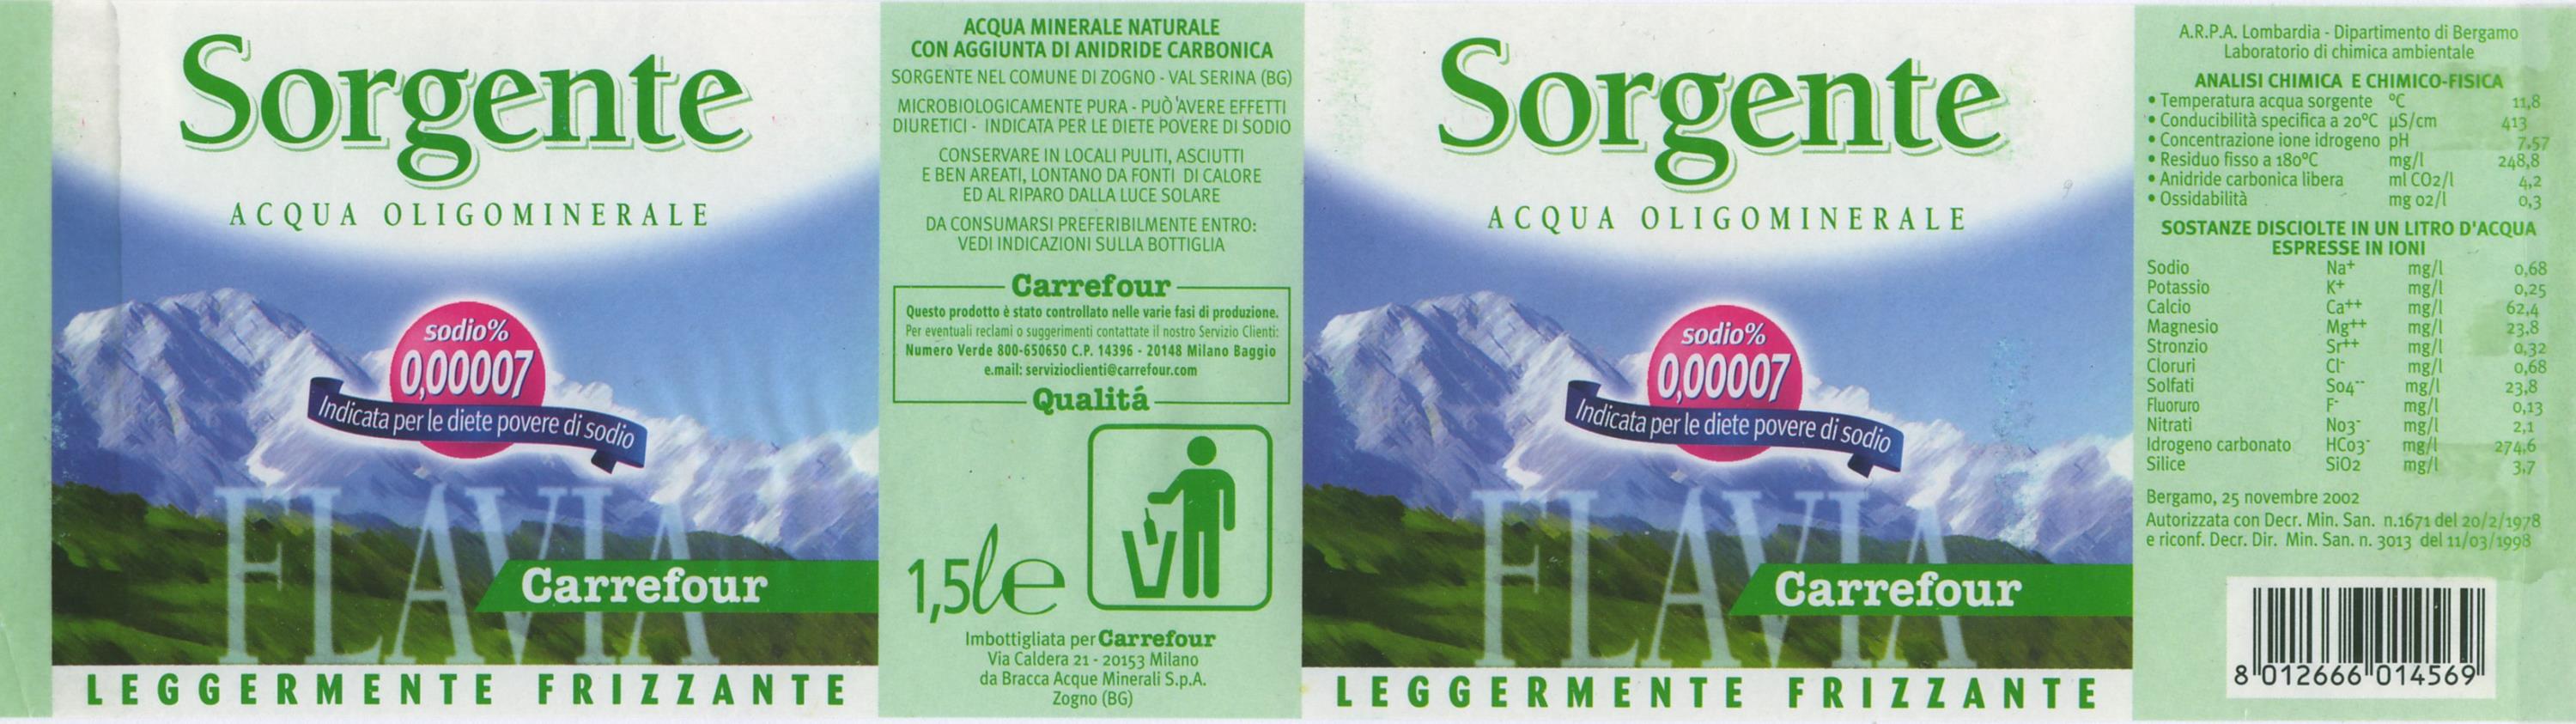 Sorgente
ACQUA OLIGOMINERALE
sodio%
0,00007
Indicata per le diete povere di sodio
FLAVIA
Carrefour
LEGGERMENTE FRIZZANTE
ACQUA MINERALE NATURALE
CON AGGIUNTA DI ANIDRIDE CARBONICA
SORGENTE NEL COMUNE DI ZOGNO - VAL SERINA (BG)
MICROBIOLOGICAMENTE PURA - PUÒ AVERE EFFETTI
DIURETICI - INDICATA PER LE DIETE POVERE DI SODIO
CONSERVARE IN LOCALI PULITI, ASCIUTTI
E BEN AREATI, LONTANO DA FONTI DI CALORE
ED AL RIPARO DALLA LUCE SOLARE
DA CONSUMARSI PREFERIBILMENTE ENTRO:
VEDI INDICAZIONI SULLA BOTTIGLIA
Carrefour
Questo prodotto è stato controllato nelle varie fasi di produzione.
Per eventuali reclami o suggerimenti contattate il nostro Servizio Clienti:
Numero Verde 800-650650 C.P. 14396 - 20148 Milano Baggio
e.mail: servizioclienti@carrefour.com
Qualitá
1,5le
Imbottigliata per Carrefour
Via Caldera 21 - 20153 Milano
da Bracca Acque Minerali S.p.A.
Zogno (BG)
Sorgente
ACQUA OLIGOMINERALE
sodio%
0,00007
Indicata per le diete povere di sodio
FLAVIA
Carrefour
LEGGERMENTE FRIZZANTE
A.R.P.A. Lombardia - Dipartimento di Bergamo
Laboratorio di chimica ambientale
ANALISI CHIMICA E CHIMICO-FISICA
• Temperatura acqua sorgente °C 11,8
• Conducibilità specifica a 20°C µS/cm 413
• Concentrazione ione idrogeno pH 7,57
• Residuo fisso a 180°C mg/l 248,8
• Anidride carbonica libera ml CO2/l 4,2
• Ossidabilità mg o2/l 0,3
SOSTANZE DISCIOLTE IN UN LITRO D'ACQUA
ESPRESSE IN IONI
Sodio Na+ mg/l 0,68
Potassio K+ mg/l 0,25
Calcio Ca++ mg/l 62,4
Magnesio Mg++ mg/l 23,8
Stronzio Sr++ mg/l 0,32
Cloruri Cl- mg/l 0,68
Solfati So4-- mg/l 23,8
Fluoruro F- mg/l 0,13
Nitrati No3- mg/l 2,1
Idrogeno carbonato HCo3- mg/l 274,6
Silice SiO2 mg/l 3,7
Bergamo, 25 novembre 2002
Autorizzata con Decr. Min. San. n.1671 del 20/2/1978
e riconf. Decr. Dir. Min. San. n. 3013 del 11/03/1998
8 012666 014569